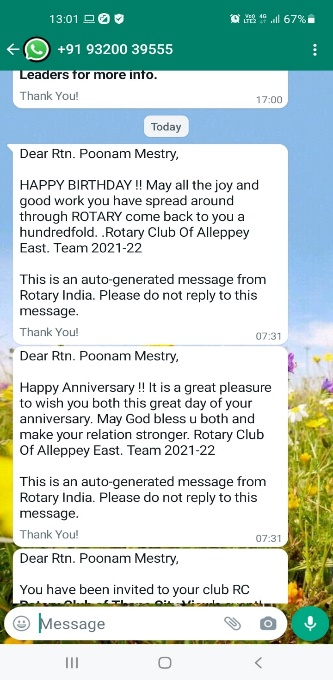 13:01 67%
+91 93200 39555
Leaders for more info.
Thank You!
17:00
Today
Dear Rtn. Poonam Mestry,
HAPPY BIRTHDAY !! May all the joy and
good work you have spread around
through ROTARY come back to you a
hundredfold. .Rotary Club Of Alleppey
East. Team 2021-22
This is an auto-generated message from
Rotary India. Please do not reply to this
message.
Thank You!
07:31
Dear Rtn. Poonam Mestry,
Happy Anniversary !! It is a great pleasure
to wish you both this great day of your
anniversary. May God bless u both and
make your relation stronger. Rotary Club
Of Alleppey East. Team 2021-22
This is an auto-generated message from
Rotary India. Please do not reply to this
message.
Thank You!
07:31
Dear Rtn. Poonam Mestry,
You have been invited to your club RC
Message